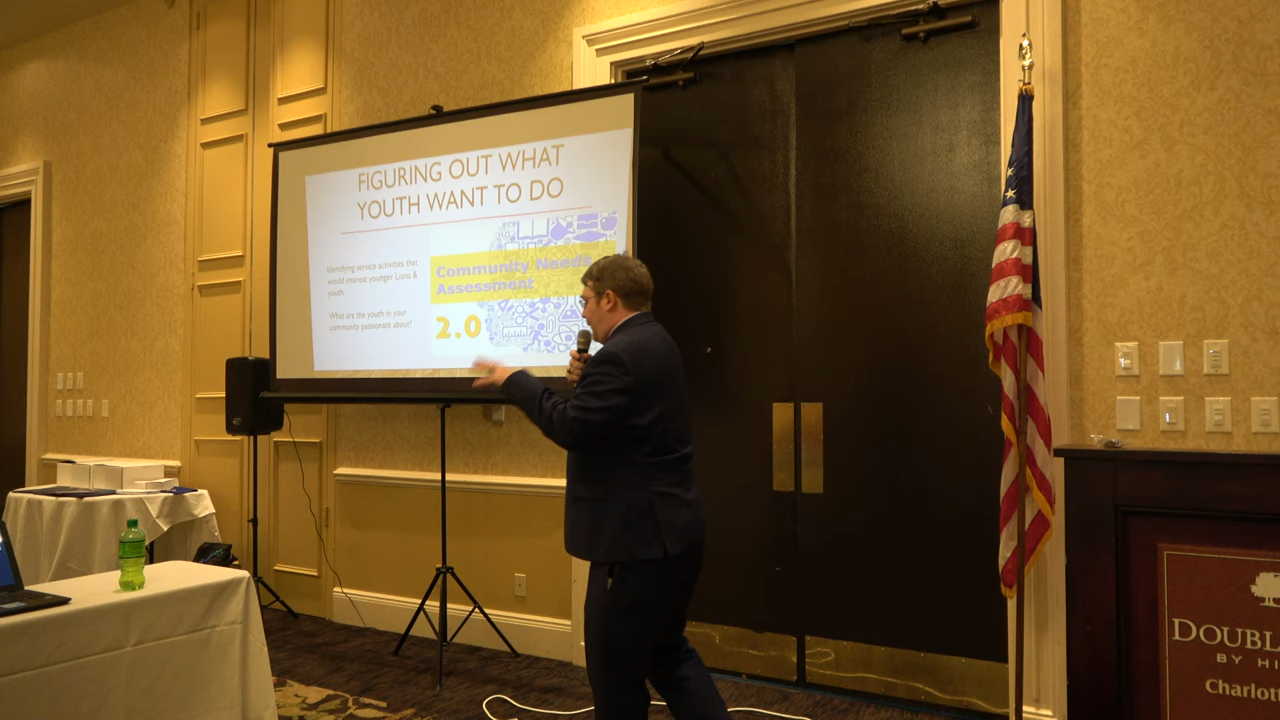 FIGURING OUT WHAT
YOUTH WANT TO DO
Identifying service activities that
would interest younger Lions &
youth.
What are the youth in your
community passionate about?
Community Needs
Assessment
2.0
DOUBL
BY HI
Charlott